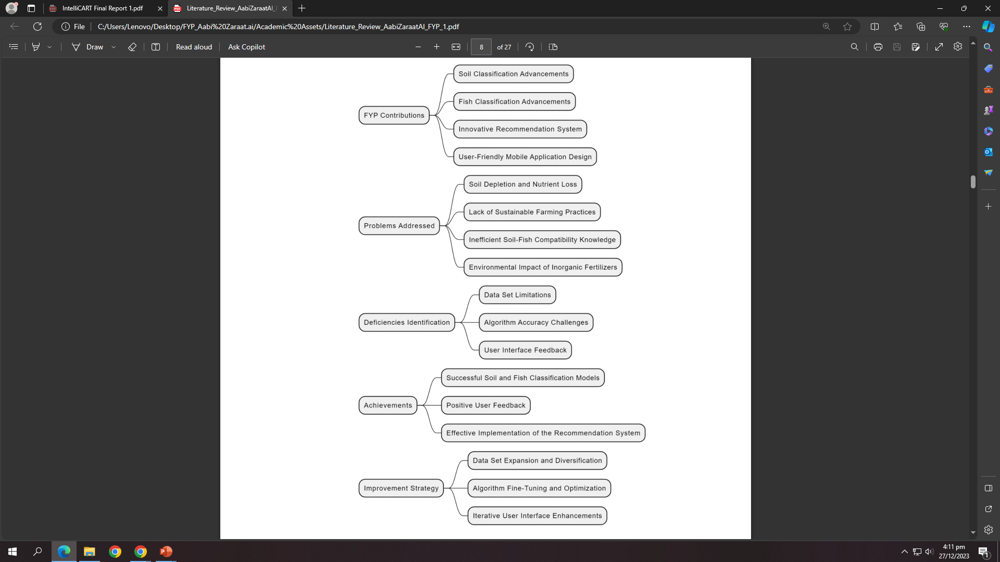 IntelliCART Final Report 1.pdf
Literature_Review_AabiZaraatAI_F
File
C:/Users/Lenovo/Desktop/FYP_Aabi%20Zaraat.ai/Academic%20Assets/Literature_Review_AabiZaraatAI_FYP_1.pdf
Draw
Read aloud
Ask Copilot
8
of 27
FYP Contributions
Soil Classification Advancements
Fish Classification Advancements
Innovative Recommendation System
User-Friendly Mobile Application Design
Problems Addressed
Soil Depletion and Nutrient Loss
Lack of Sustainable Farming Practices
Inefficient Soil-Fish Compatibility Knowledge
Environmental Impact of Inorganic Fertilizers
Deficiencies Identification
Data Set Limitations
Algorithm Accuracy Challenges
User Interface Feedback
Achievements
Successful Soil and Fish Classification Models
Positive User Feedback
Effective Implementation of the Recommendation System
Improvement Strategy
Data Set Expansion and Diversification
Algorithm Fine-Tuning and Optimization
Iterative User Interface Enhancements
4:11 pm
27/12/2023
1